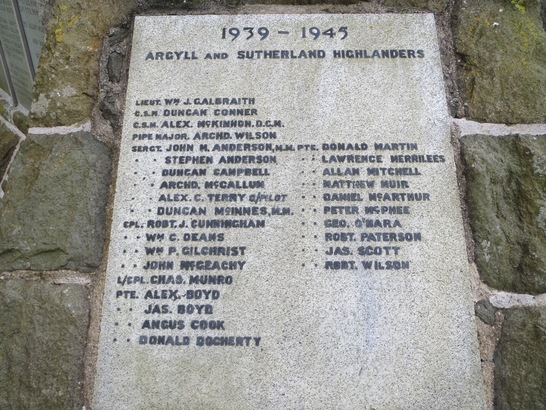 1939 – 1945
ARGYLL AND SUTHERLAND HIGHLANDERS
LIEUT. WM J. GALBRAITH
C.S.M. DUNCAN CONNER
C.S.M. ALEX. McKINNON, D.C.M.
PIPE MAJOR, ARCHD. WILSON
SERGT. JOHN M. ANDERSON, M.M.
· · STEPHEN ANDERSON
· · DUNCAN CAMPBELL
· · ARCHD. McCALLUM
· · ALEX. C. TERRY G/PILOT
· · DUNCAN McINNES, M.M.
CPL. ROBT. J. CUNNINGHAM
· · WM C. DEANS
· · WM P. GILCHRIST
· · JOHN McGEACHY
L/CPL. CHAS. MUNRO
PTE. ALEX. BOYD
· · JAS. BOYD
· · ANGUS COOK
· · DONALD DOCHERTY
PTE. DONALD MARTIN
· · LAWRENCE MERRILEES
· · ALLAN MITCHELL
· · MATTHEW MUIR
· · DANIEL McARTHUR
· · PETER McPHEE
· · GEO. O'HARA
· · ROBT. PATERSON
· · JAS. SCOTT
· · ROBT. WILSON